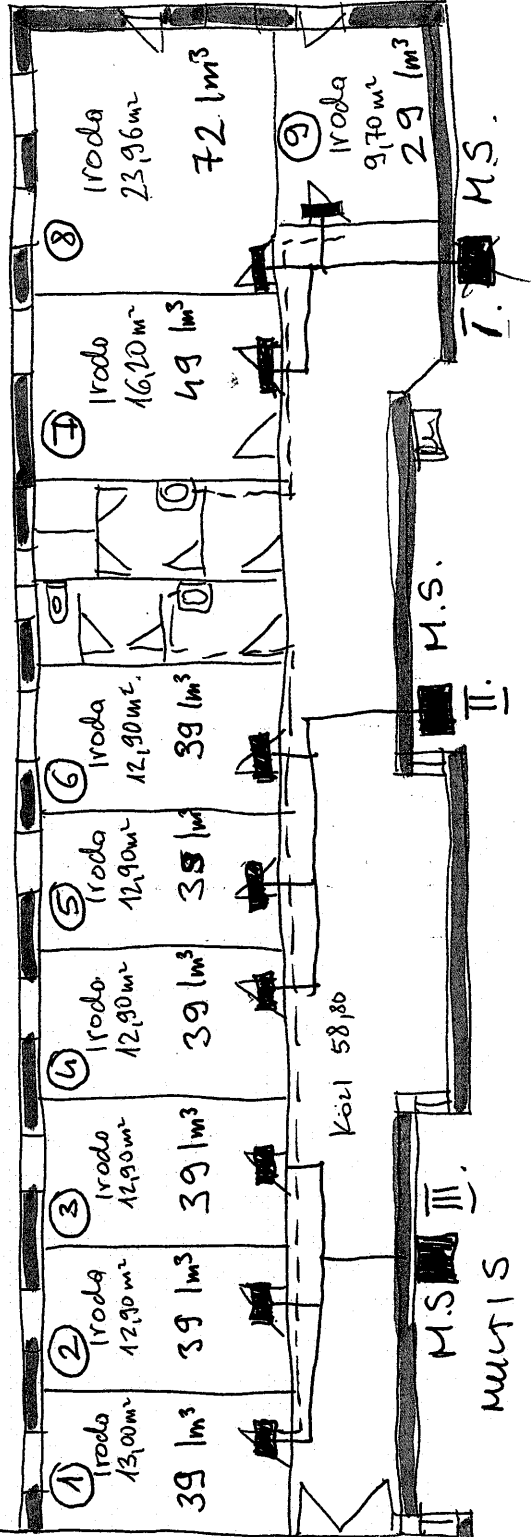 ①
Iroda
13,00m²
39 lm³
②
Iroda
12,90m²
39 lm³
③
Iroda
12,90m²
39 lm³
④
Iroda
12,90m²
39 lm³
⑤
Iroda
12,90m²
39 lm³
⑥
Iroda
12,90m².
39 lm³
⑦
Iroda
16,20m²
49 lm³
⑧
Iroda
23,96m²
72 lm³
⑨
Iroda
9,70m²
29 lm³
Közl 58,80
M.S III.
MULTIS
M.S.
II.
I. M.S.